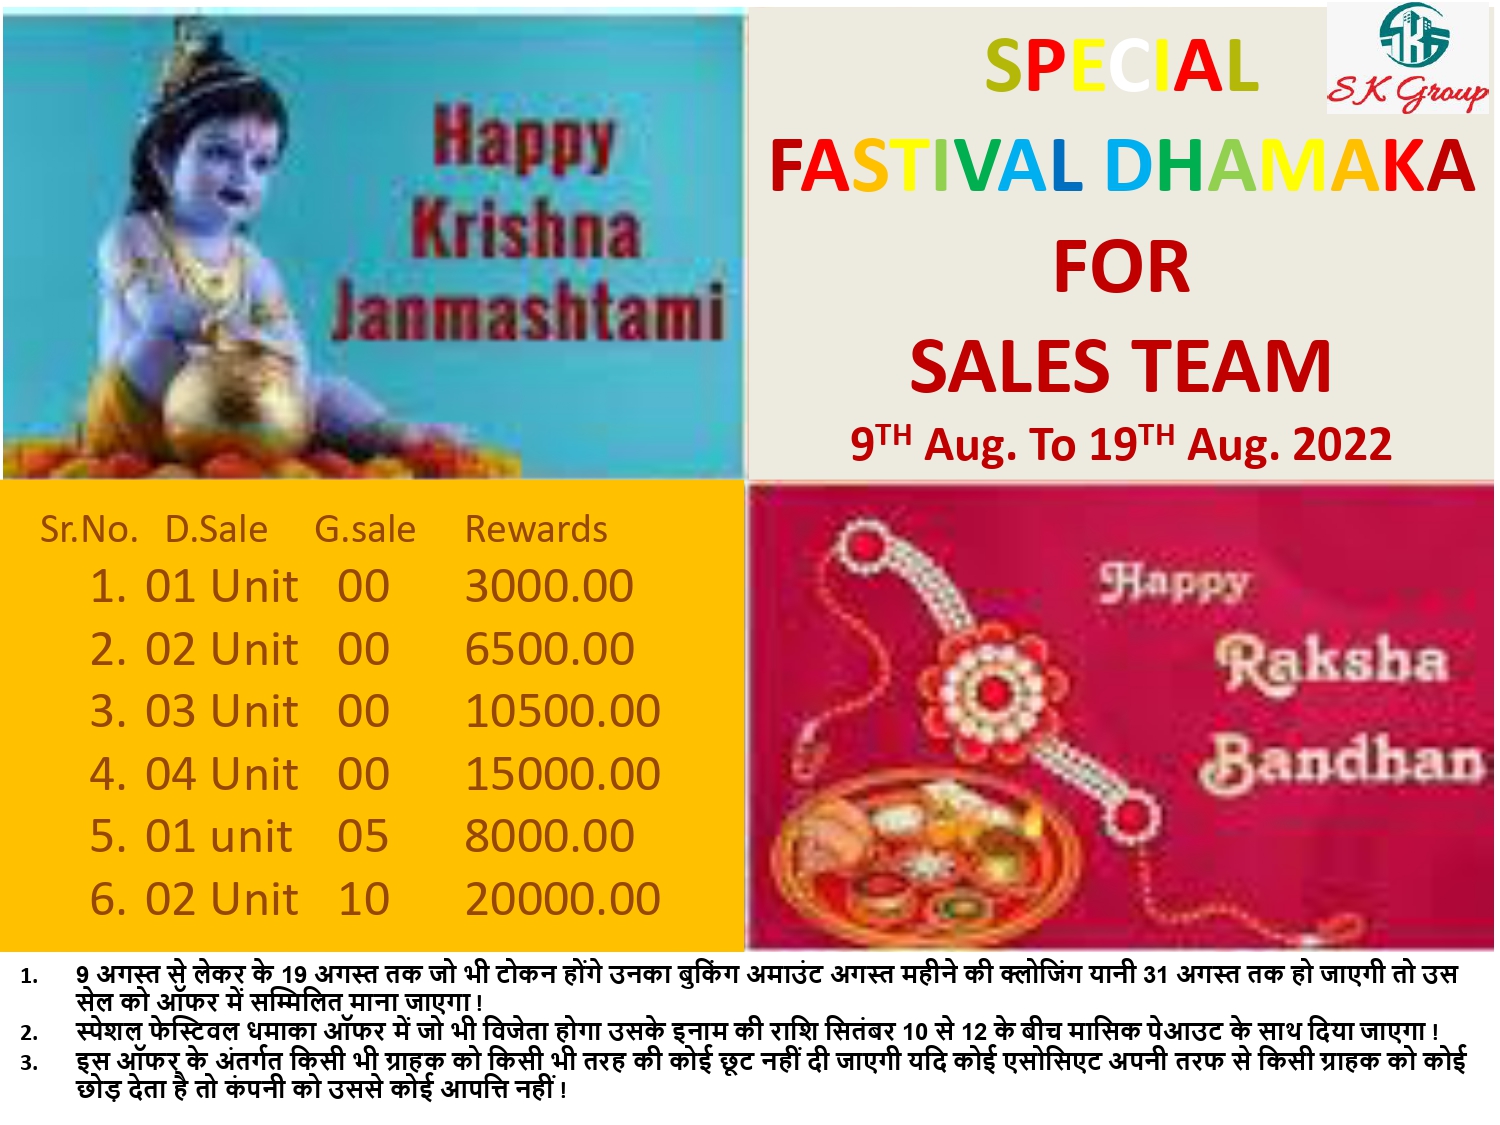 Happy
Krishna
Janmashtami
SPECIAL
FASTIVAL DHAMAKA
FOR
SALES TEAM
9TH Aug. To 19TH Aug. 2022
SKG
S K Group
Sr.No. D.Sale G.sale Rewards
1. 01 Unit 00 3000.00
2. 02 Unit 00 6500.00
3. 03 Unit 00 10500.00
4. 04 Unit 00 15000.00
5. 01 unit 05 8000.00
6. 02 Unit 10 20000.00
Happy
Raksha
Bandhan
1. 9 अगस्त से लेकर के 19 अगस्त तक जो भी टोकन होंगे उनका बुकिंग अमाउंट अगस्त महीने की क्लोजिंग यानी 31 अगस्त तक हो जाएगी तो उस
सेल को ऑफर में सम्मिलित माना जाएगा !
2. स्पेशल फेस्टिवल धमाका ऑफर में जो भी विजेता होगा उसके इनाम की राशि सितंबर 10 से 12 के बीच मासिक पेआउट के साथ दिया जाएगा !
3. इस ऑफर के अंतर्गत किसी भी ग्राहक को किसी भी तरह की कोई छूट नहीं दी जाएगी यदि कोई एसोसिएट अपनी तरफ से किसी ग्राहक को कोई
छोड़ देता है तो कंपनी को उससे कोई आपत्ति नहीं !